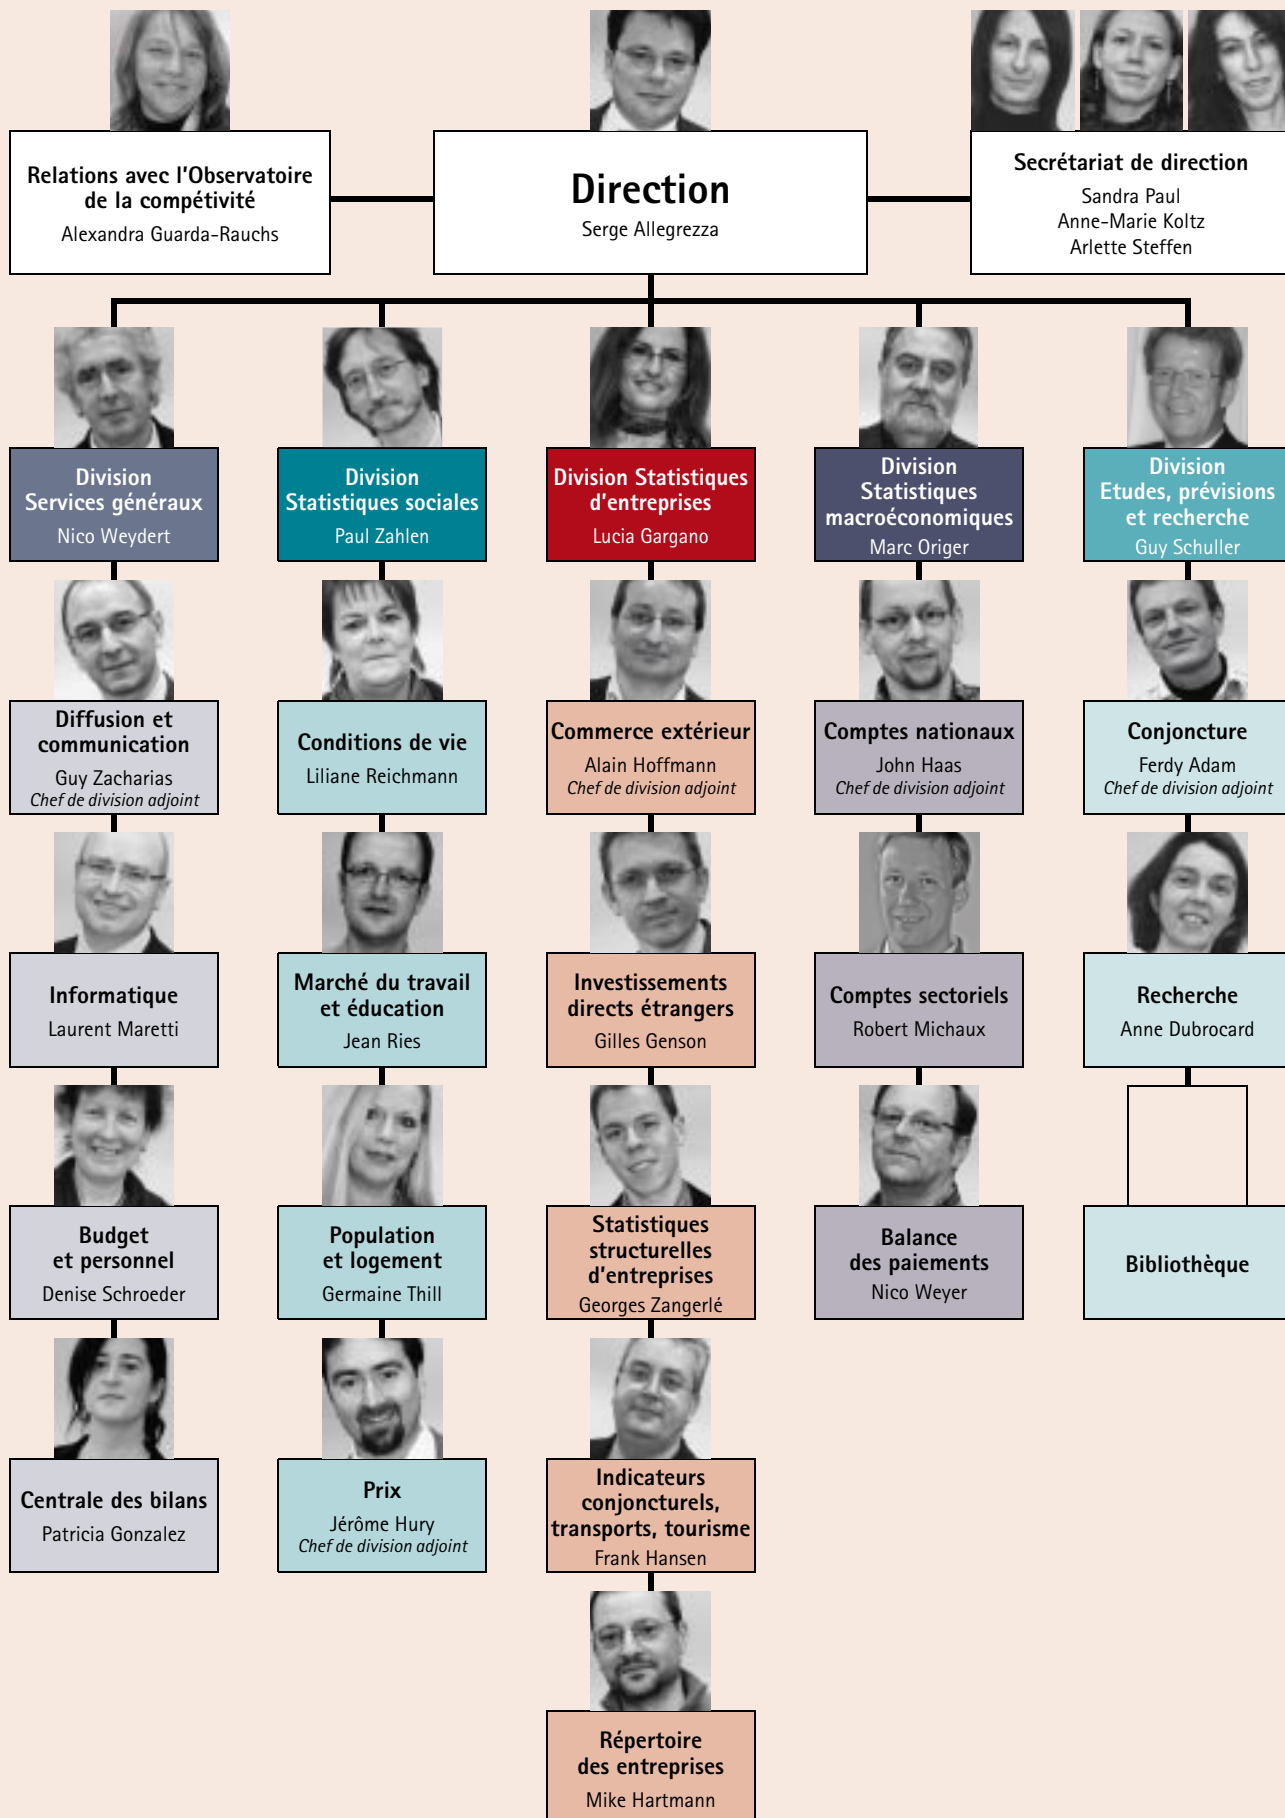 Relations avec l'Observatoire
de la compétivité
Alexandra Guarda-Rauchs
Direction
Serge Allegrezza
Secrétariat de direction
Sandra Paul
Anne-Marie Koltz
Arlette Steffen
Division
Services généraux
Nico Weydert
Division
Statistiques sociales
Paul Zahlen
Division Statistiques
d'entreprises
Lucia Gargano
Division
Statistiques
macroéconomiques
Marc Origer
Division
Etudes, prévisions
et recherche
Guy Schuller
Diffusion et
communication
Guy Zacharias
Chef de division adjoint
Conditions de vie
Liliane Reichmann
Commerce extérieur
Alain Hoffmann
Chef de division adjoint
Comptes nationaux
John Haas
Chef de division adjoint
Conjoncture
Ferdy Adam
Chef de division adjoint
Informatique
Laurent Maretti
Marché du travail
et éducation
Jean Ries
Investissements
directs étrangers
Gilles Genson
Comptes sectoriels
Robert Michaux
Recherche
Anne Dubrocard
Budget
et personnel
Denise Schroeder
Population
et logement
Germaine Thill
Statistiques
structurelles
d'entreprises
Georges Zangerlé
Balance
des paiements
Nico Weyer
Bibliothèque
Centrale des bilans
Patricia Gonzalez
Prix
Jérôme Hury
Chef de division adjoint
Indicateurs
conjoncturels,
transports, tourisme
Frank Hansen
Répertoire
des entreprises
Mike Hartmann